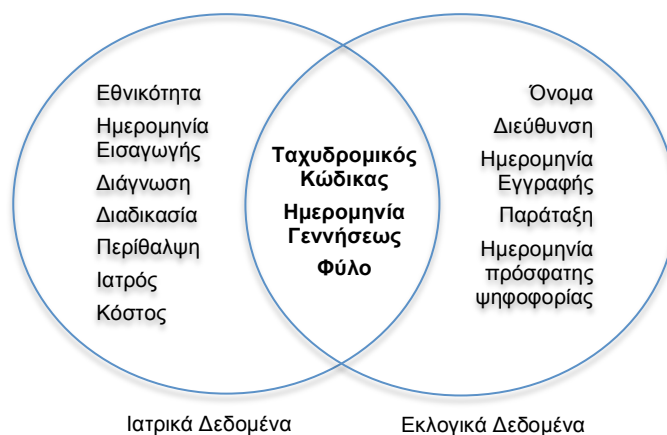 Εθνικότητα
Ημερομηνία
Εισαγωγής
Διάγνωση
Διαδικασία
Περίθαλψη
Ιατρός
Κόστος
Ταχυδρομικός
Κώδικας
Ημερομηνία
Γεννήσεως
Φύλο
Όνομα
Διεύθυνση
Ημερομηνία
Εγγραφής
Παράταξη
Ημερομηνία
πρόσφατης
ψηφοφορίας
Ιατρικά Δεδομένα
Εκλογικά Δεδομένα